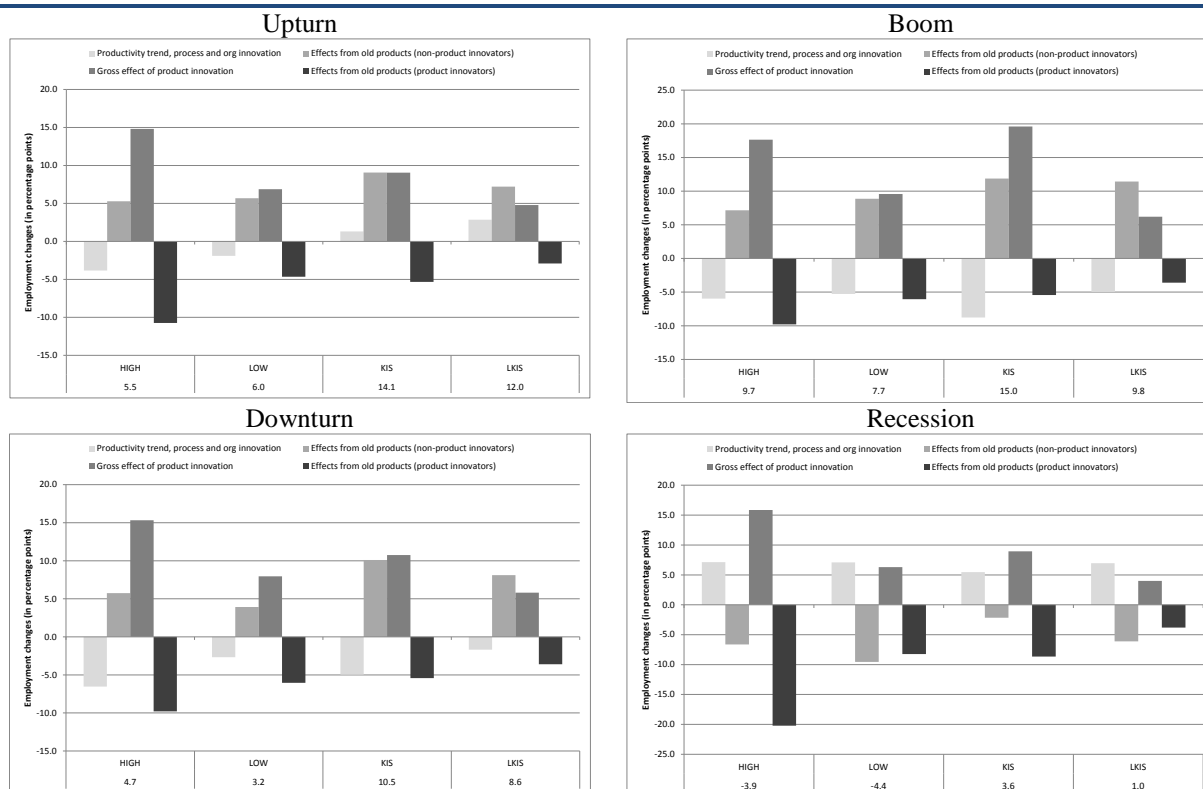 Upturn
Productivity trend, process and org innovation
Effects from old products (non-product innovators)
Gross effect of product innovation
Effects from old products (product innovators)
Employment changes (in percentage points)
20.0
15.0
10.0
5.0
0.0
-5.0
-10.0
-15.0
HIGH LOW KIS LKIS
5.5 6.0 14.1 12.0
Boom
Productivity trend, process and org innovation
Effects from old products (non-product innovators)
Gross effect of product innovation
Effects from old products (product innovators)
Employment changes (in percentage points)
25.0
20.0
15.0
10.0
5.0
0.0
-5.0
-10.0
-15.0
HIGH LOW KIS LKIS
9.7 7.7 15.0 9.8
Downturn
Productivity trend, process and org innovation
Effects from old products (non-product innovators)
Gross effect of product innovation
Effects from old products (product innovators)
Employment changes (in percentage points)
20.0
15.0
10.0
5.0
0.0
-5.0
-10.0
-15.0
HIGH LOW KIS LKIS
4.7 3.2 10.5 8.6
Recession
Productivity trend, process and org innovation
Effects from old products (non-product innovators)
Gross effect of product innovation
Effects from old products (product innovators)
Employment changes (in percentage points)
20.0
15.0
10.0
5.0
0.0
-5.0
-10.0
-15.0
-20.0
-25.0
HIGH LOW KIS LKIS
-3.9 -4.4 3.6 1.0